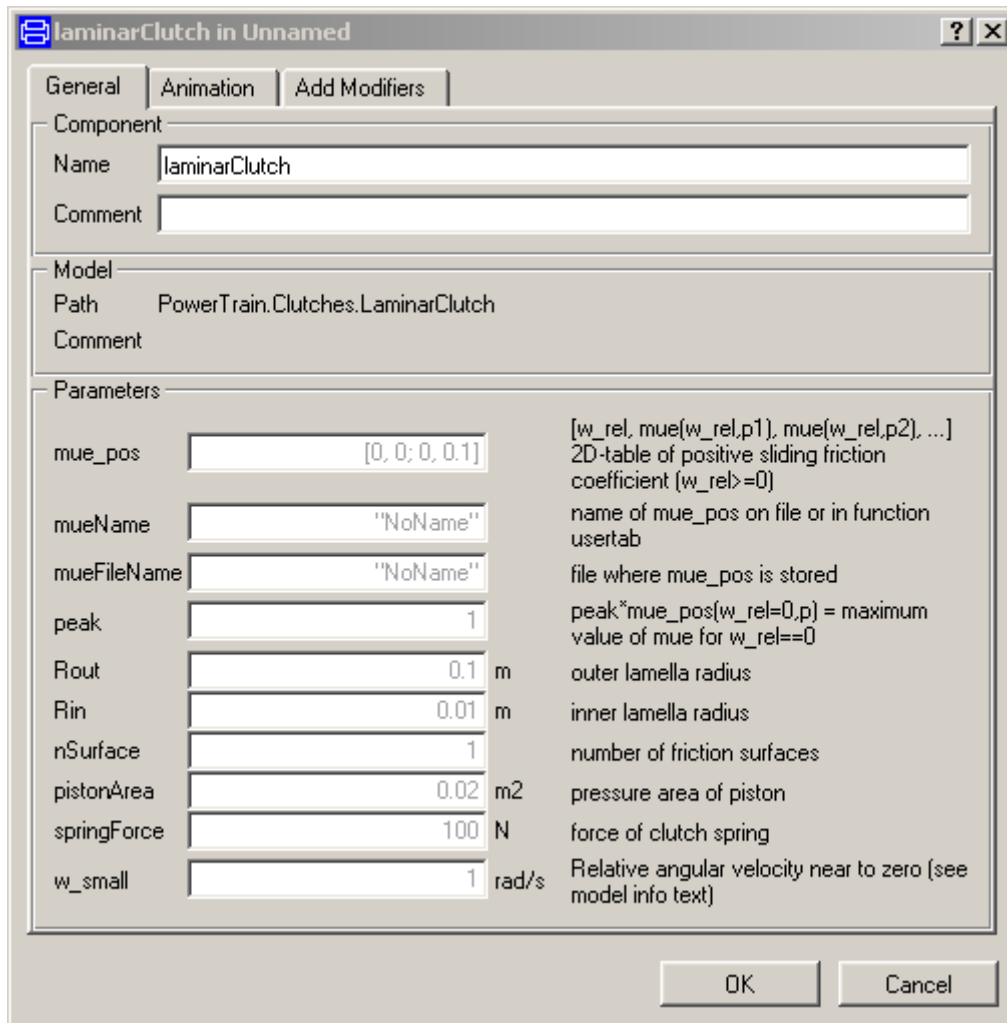 laminarClutch in Unnamed
General Animation Add Modifiers
Component
Name laminarClutch
Comment
Model
Path PowerTrain.Clutches.LaminarClutch
Comment
Parameters
mue_pos [0, 0; 0, 0.1] [w_rel, mue(w_rel,p1), mue(w_rel,p2), ...]
2D-table of positive sliding friction
coefficient (w_rel>=0)
mueName "NoName" name of mue_pos on file or in function
usertab
mueFileName "NoName" file where mue_pos is stored
peak 1 peak*mue_pos(w_rel=0,p) = maximum
value of mue for w_rel==0
Rout 0.1 m outer lamella radius
Rin 0.01 m inner lamella radius
nSurface 1 number of friction surfaces
pistonArea 0.02 m2 pressure area of piston
springForce 100 N force of clutch spring
w_small 1 rad/s Relative angular velocity near to zero (see
model info text)
OK Cancel